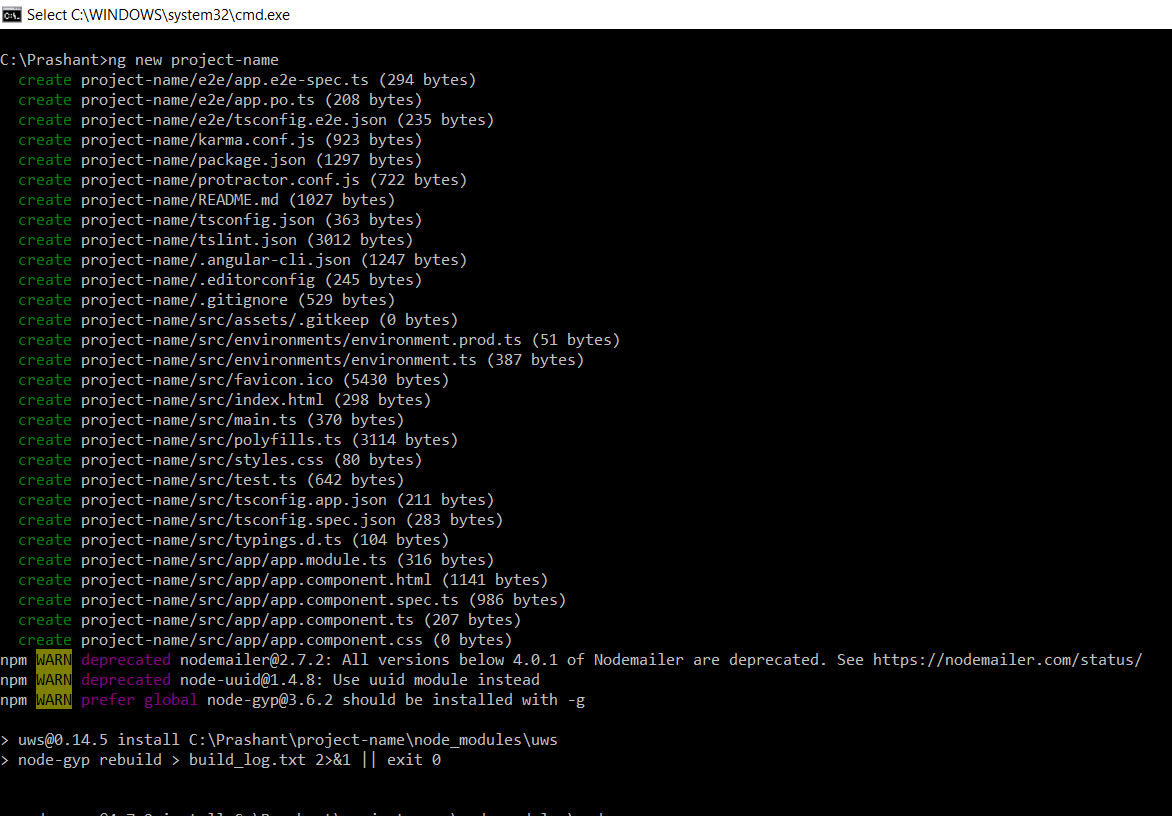 Select C:\WINDOWS\system32\cmd.exe
C:\Prashant>ng new project-name
create project-name/e2e/app.e2e-spec.ts (294 bytes)
create project-name/e2e/app.po.ts (208 bytes)
create project-name/e2e/tsconfig.e2e.json (235 bytes)
create project-name/karma.conf.js (923 bytes)
create project-name/package.json (1297 bytes)
create project-name/protractor.conf.js (722 bytes)
create project-name/README.md (1027 bytes)
create project-name/tsconfig.json (363 bytes)
create project-name/tslint.json (3012 bytes)
create project-name/.angular-cli.json (1247 bytes)
create project-name/.editorconfig (245 bytes)
create project-name/.gitignore (529 bytes)
create project-name/src/assets/.gitkeep (0 bytes)
create project-name/src/environments/environment.prod.ts (51 bytes)
create project-name/src/environments/environment.ts (387 bytes)
create project-name/src/favicon.ico (5430 bytes)
create project-name/src/index.html (298 bytes)
create project-name/src/main.ts (370 bytes)
create project-name/src/polyfills.ts (3114 bytes)
create project-name/src/styles.css (80 bytes)
create project-name/src/test.ts (642 bytes)
create project-name/src/tsconfig.app.json (211 bytes)
create project-name/src/tsconfig.spec.json (283 bytes)
create project-name/src/typings.d.ts (104 bytes)
create project-name/src/app/app.module.ts (316 bytes)
create project-name/src/app/app.component.html (1141 bytes)
create project-name/src/app/app.component.spec.ts (986 bytes)
create project-name/src/app/app.component.ts (207 bytes)
create project-name/src/app/app.component.css (0 bytes)
npm WARN deprecated nodemailer@2.7.2: All versions below 4.0.1 of Nodemailer are deprecated. See https://nodemailer.com/status/
npm WARN deprecated node-uuid@1.4.8: Use uuid module instead
npm WARN prefer global node-gyp@3.6.2 should be installed with -g
> uws@0.14.5 install C:\Prashant\project-name\node_modules\uws
> node-gyp rebuild > build_log.txt 2>&1 || exit 0